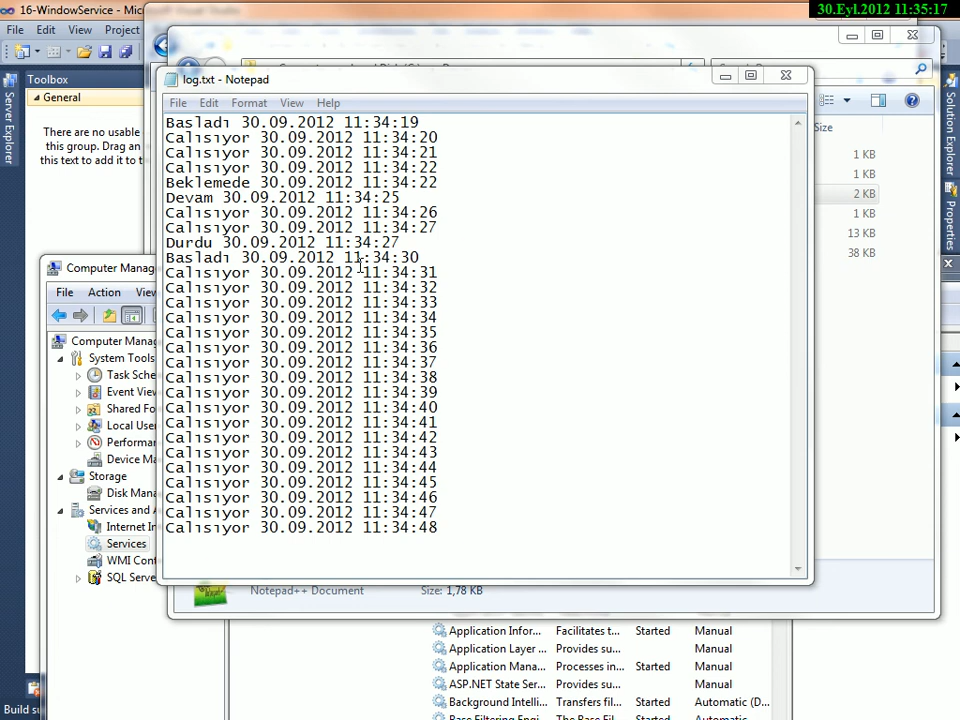 30.Eyl.2012 11:35:17
16-WindowService - Mic
File Edit View Project
Toolbox
General
There are no usable
this group. Drag an
this text to add it to t
Server Explorer
Solution Explorer
Properties
log.txt - Notepad
File Edit Format View Help
Basladı 30.09.2012 11:34:19
Calısıyor 30.09.2012 11:34:20
Calısıyor 30.09.2012 11:34:21
Calısıyor 30.09.2012 11:34:22
Beklemede 30.09.2012 11:34:22
Devam 30.09.2012 11:34:25
Calısıyor 30.09.2012 11:34:26
Calısıyor 30.09.2012 11:34:27
Durdu 30.09.2012 11:34:27
Basladı 30.09.2012 11:34:30
Calısıyor 30.09.2012 11:34:31
Calısıyor 30.09.2012 11:34:32
Calısıyor 30.09.2012 11:34:33
Calısıyor 30.09.2012 11:34:34
Calısıyor 30.09.2012 11:34:35
Calısıyor 30.09.2012 11:34:36
Calısıyor 30.09.2012 11:34:37
Calısıyor 30.09.2012 11:34:38
Calısıyor 30.09.2012 11:34:39
Calısıyor 30.09.2012 11:34:40
Calısıyor 30.09.2012 11:34:41
Calısıyor 30.09.2012 11:34:42
Calısıyor 30.09.2012 11:34:43
Calısıyor 30.09.2012 11:34:44
Calısıyor 30.09.2012 11:34:45
Calısıyor 30.09.2012 11:34:46
Calısıyor 30.09.2012 11:34:47
Calısıyor 30.09.2012 11:34:48
Size
1 KB
1 KB
2 KB
1 KB
13 KB
38 KB
Computer Manag
File Action Viev
Computer Manag
System Tools
Task Sche
Event View
Shared Fo
Local User
Performar
Device Ma
Storage
Disk Mana
Services and A
Internet In
Services
WMI Cont
SQL Serve
Notepad++ Document Size: 1,78 KB
Application Infor... Facilitates t... Started Manual
Application Layer ... Provides su... Manual
Application Mana... Processes in... Started Manual
ASP.NET State Ser... Provides su... Manual
Background Intelli... Transfers fil... Started Automatic (D...
Base Filtering Engi... The Base Fil... Started Automatic
Build su